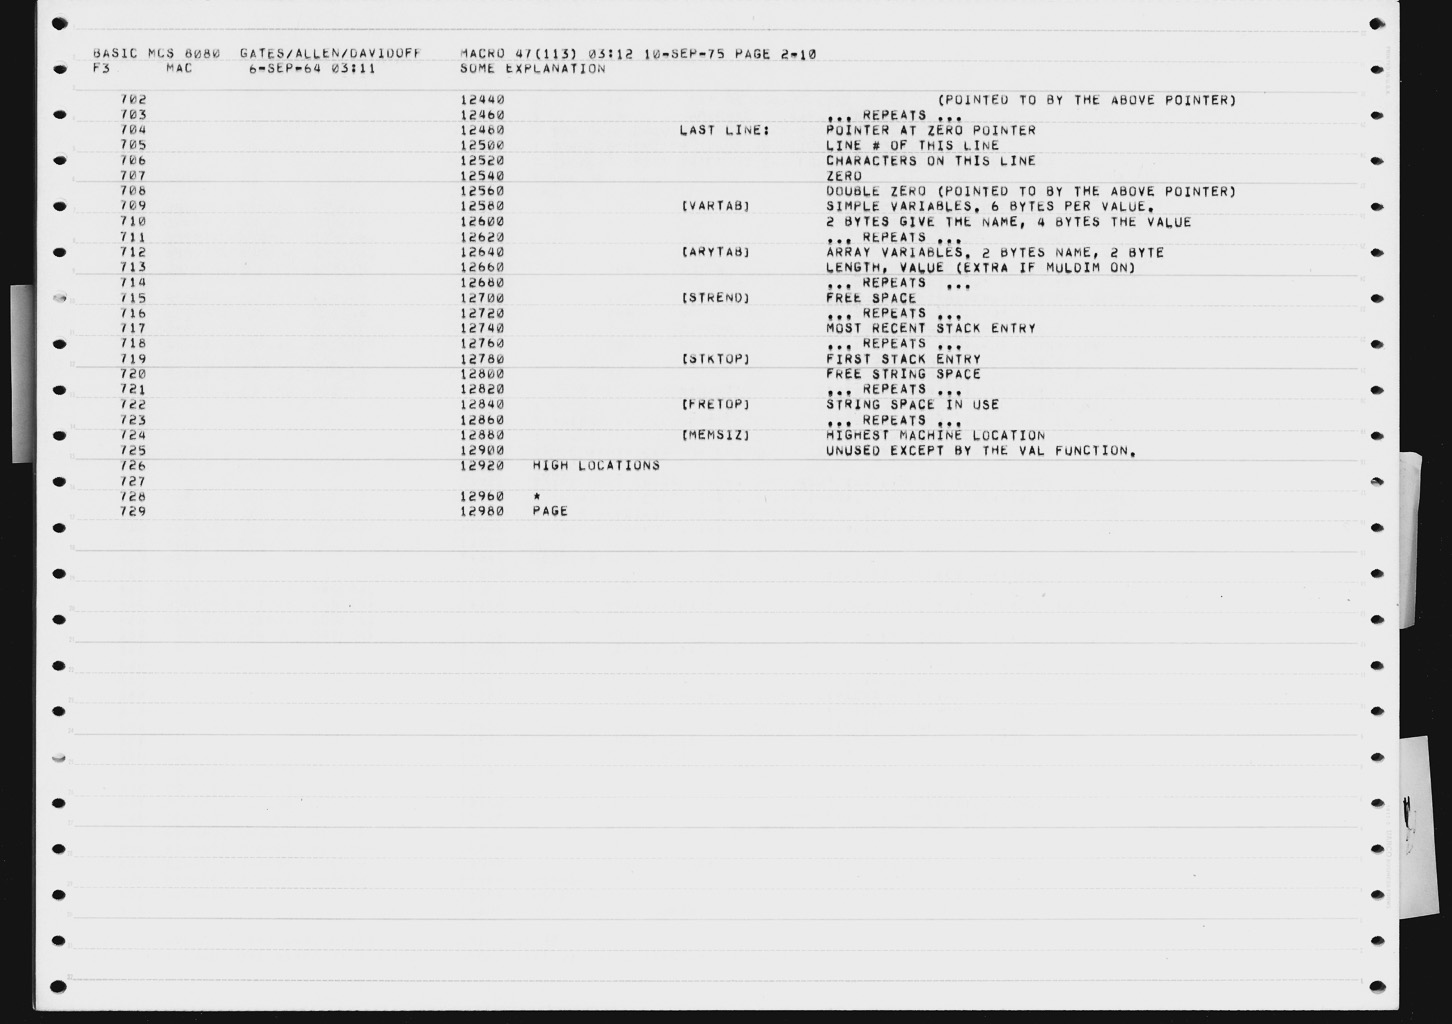 BASIC MCS 8080 GATES/ALLEN/DAVIDOFF MACRO 47(113) 03:12 10-SEP-75 PAGE 2-10
F3 MAC 6-SEP-64 03:11 SOME EXPLANATION
702 12440 (POINTED TO BY THE ABOVE POINTER)
703 12460 ... REPEATS ...
704 12480 LAST LINE: POINTER AT ZERO POINTER
705 12500 LINE # OF THIS LINE
706 12520 CHARACTERS ON THIS LINE
707 12540 ZERO
708 12560 DOUBLE ZERO (POINTED TO BY THE ABOVE POINTER)
709 12580 [VARTAB] SIMPLE VARIABLES. 6 BYTES PER VALUE.
710 12600 2 BYTES GIVE THE NAME, 4 BYTES THE VALUE
711 12620 ... REPEATS ...
712 12640 [ARYTAB] ARRAY VARIABLES. 2 BYTES NAME, 2 BYTE
713 12660 LENGTH, VALUE (EXTRA IF MULDIM ON)
714 12680 ... REPEATS ...
715 12700 [STREND] FREE SPACE
716 12720 ... REPEATS ...
717 12740 MOST RECENT STACK ENTRY
718 12760 ... REPEATS ...
719 12780 [STKTOP] FIRST STACK ENTRY
720 12800 FREE STRING SPACE
721 12820 ... REPEATS ...
722 12840 [FRETOP] STRING SPACE IN USE
723 12860 ... REPEATS ...
724 12880 [MEMSIZ] HIGHEST MACHINE LOCATION
725 12900 UNUSED EXCEPT BY THE VAL FUNCTION.
726 12920 HIGH LOCATIONS
727
728 12960 *
729 12980 PAGE